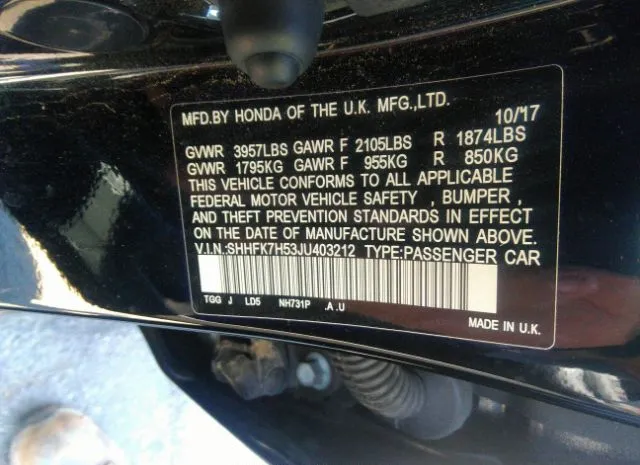 MFD.BY HONDA OF THE U.K. MFG.,LTD. 10/17
GVWR 3957LBS GAWR F 2105LBS R 1874LBS
GVWR 1795KG GAWR F 955KG R 850KG
THIS VEHICLE CONFORMS TO ALL APPLICABLE
FEDERAL MOTOR VEHICLE SAFETY , BUMPER ,
AND THEFT PREVENTION STANDARDS IN EFFECT
ON THE DATE OF MANUFACTURE SHOWN ABOVE.
V.I.N.:SHHFK7H53JU403212 TYPE:PASSENGER CAR
TGG J LD5 NH731P .A .U
MADE IN U.K.